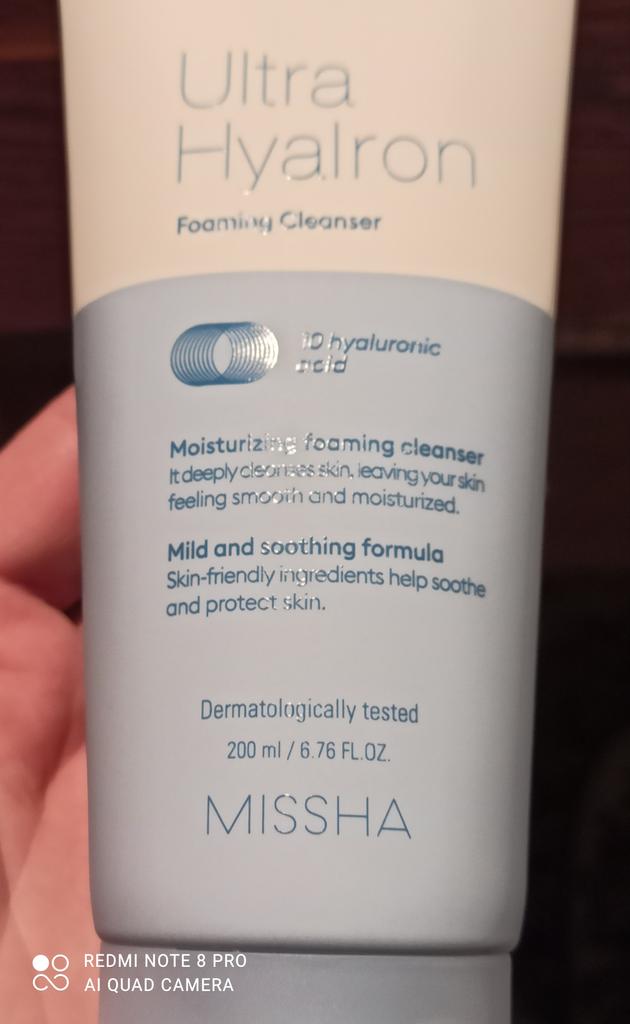 Ultra
Hyalron
Foaming Cleanser
10 hyaluronic
acid
Moisturizing foaming cleanser
It deeply cleanses skin, leaving your skin
feeling smooth and moisturized.
Mild and soothing formula
Skin-friendly ingredients help soothe
and protect skin.
Dermatologically tested
200 ml / 6.76 FL.OZ.
MISSHA
REDMI NOTE 8 PRO
AI QUAD CAMERA